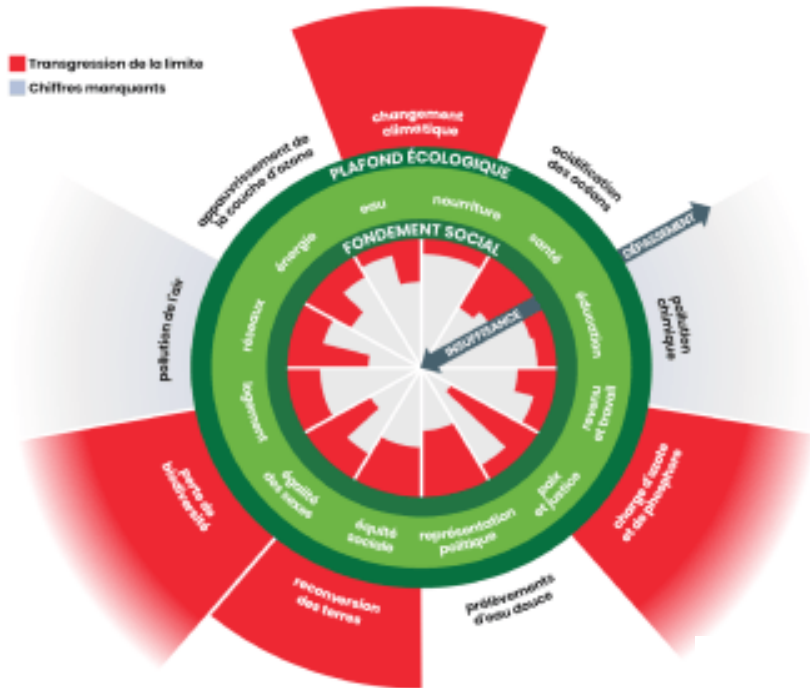 Transgression de la limite
Chiffres manquants
changement
climatique
appauvrissement de
la couche d'ozone
acidification
des océans
PLAFOND ÉCOLOGIQUE
eau
nourriture
énergie
santé
FONDEMENT SOCIAL
DÉPASSEMENT
INSUFFISANCE
réseaux
éducation
pollution de l'air
pollution
chimique
logement
revenu
et travail
égalité
des sexes
paix
et justice
équité
sociale
représentation
politique
perte de
biodiversité
charge d'azote
et de phosphore
reconversion
des terres
prélèvements
d'eau douce